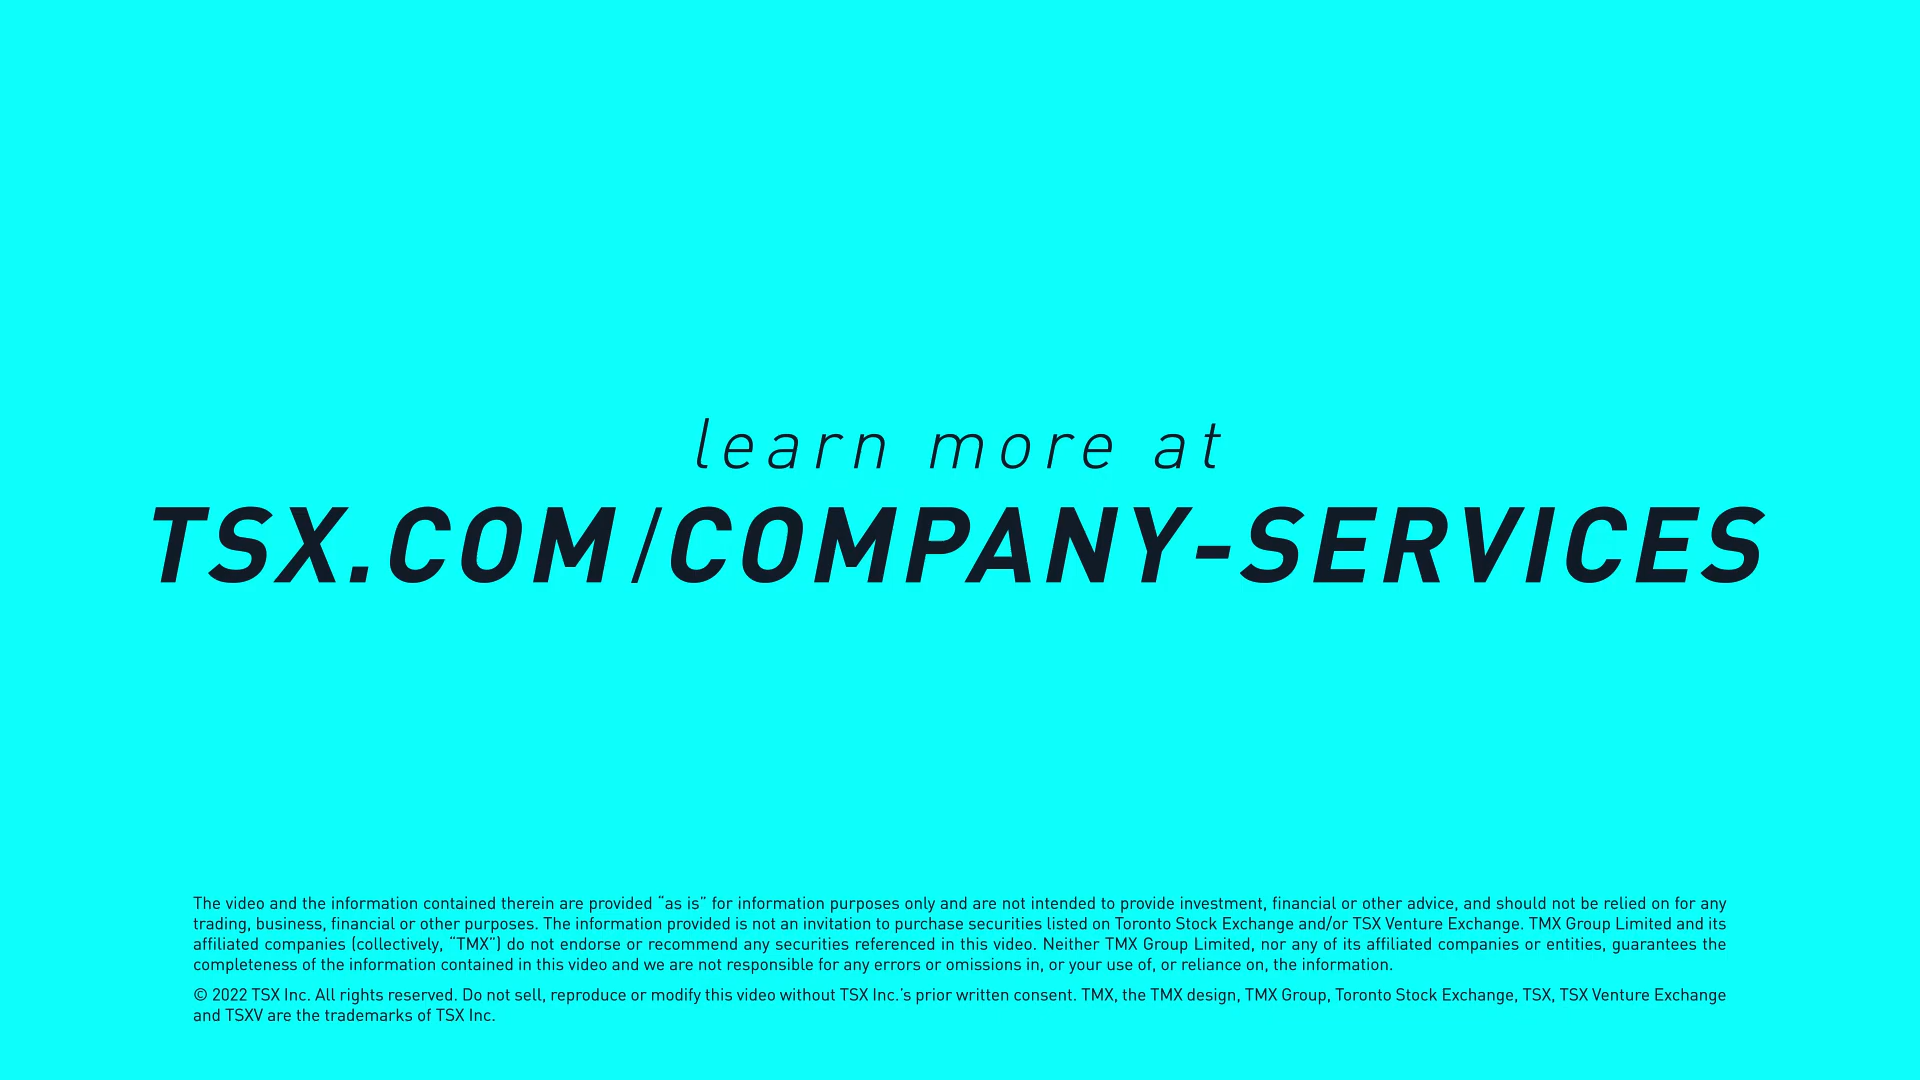 learn more at
TSX.COM/COMPANY-SERVICES
The video and the information contained therein are provided “as is” for information purposes only and are not intended to provide investment, financial or other advice, and should not be relied on for any
trading, business, financial or other purposes. The information provided is not an invitation to purchase securities listed on Toronto Stock Exchange and/or TSX Venture Exchange. TMX Group Limited and its
affiliated companies (collectively, “TMX”) do not endorse or recommend any securities referenced in this video. Neither TMX Group Limited, nor any of its affiliated companies or entities, guarantees the
completeness of the information contained in this video and we are not responsible for any errors or omissions in, or your use of, or reliance on, the information.
© 2022 TSX Inc. All rights reserved. Do not sell, reproduce or modify this video without TSX Inc.’s prior written consent. TMX, the TMX design, TMX Group, Toronto Stock Exchange, TSX, TSX Venture Exchange
and TSXV are the trademarks of TSX Inc.